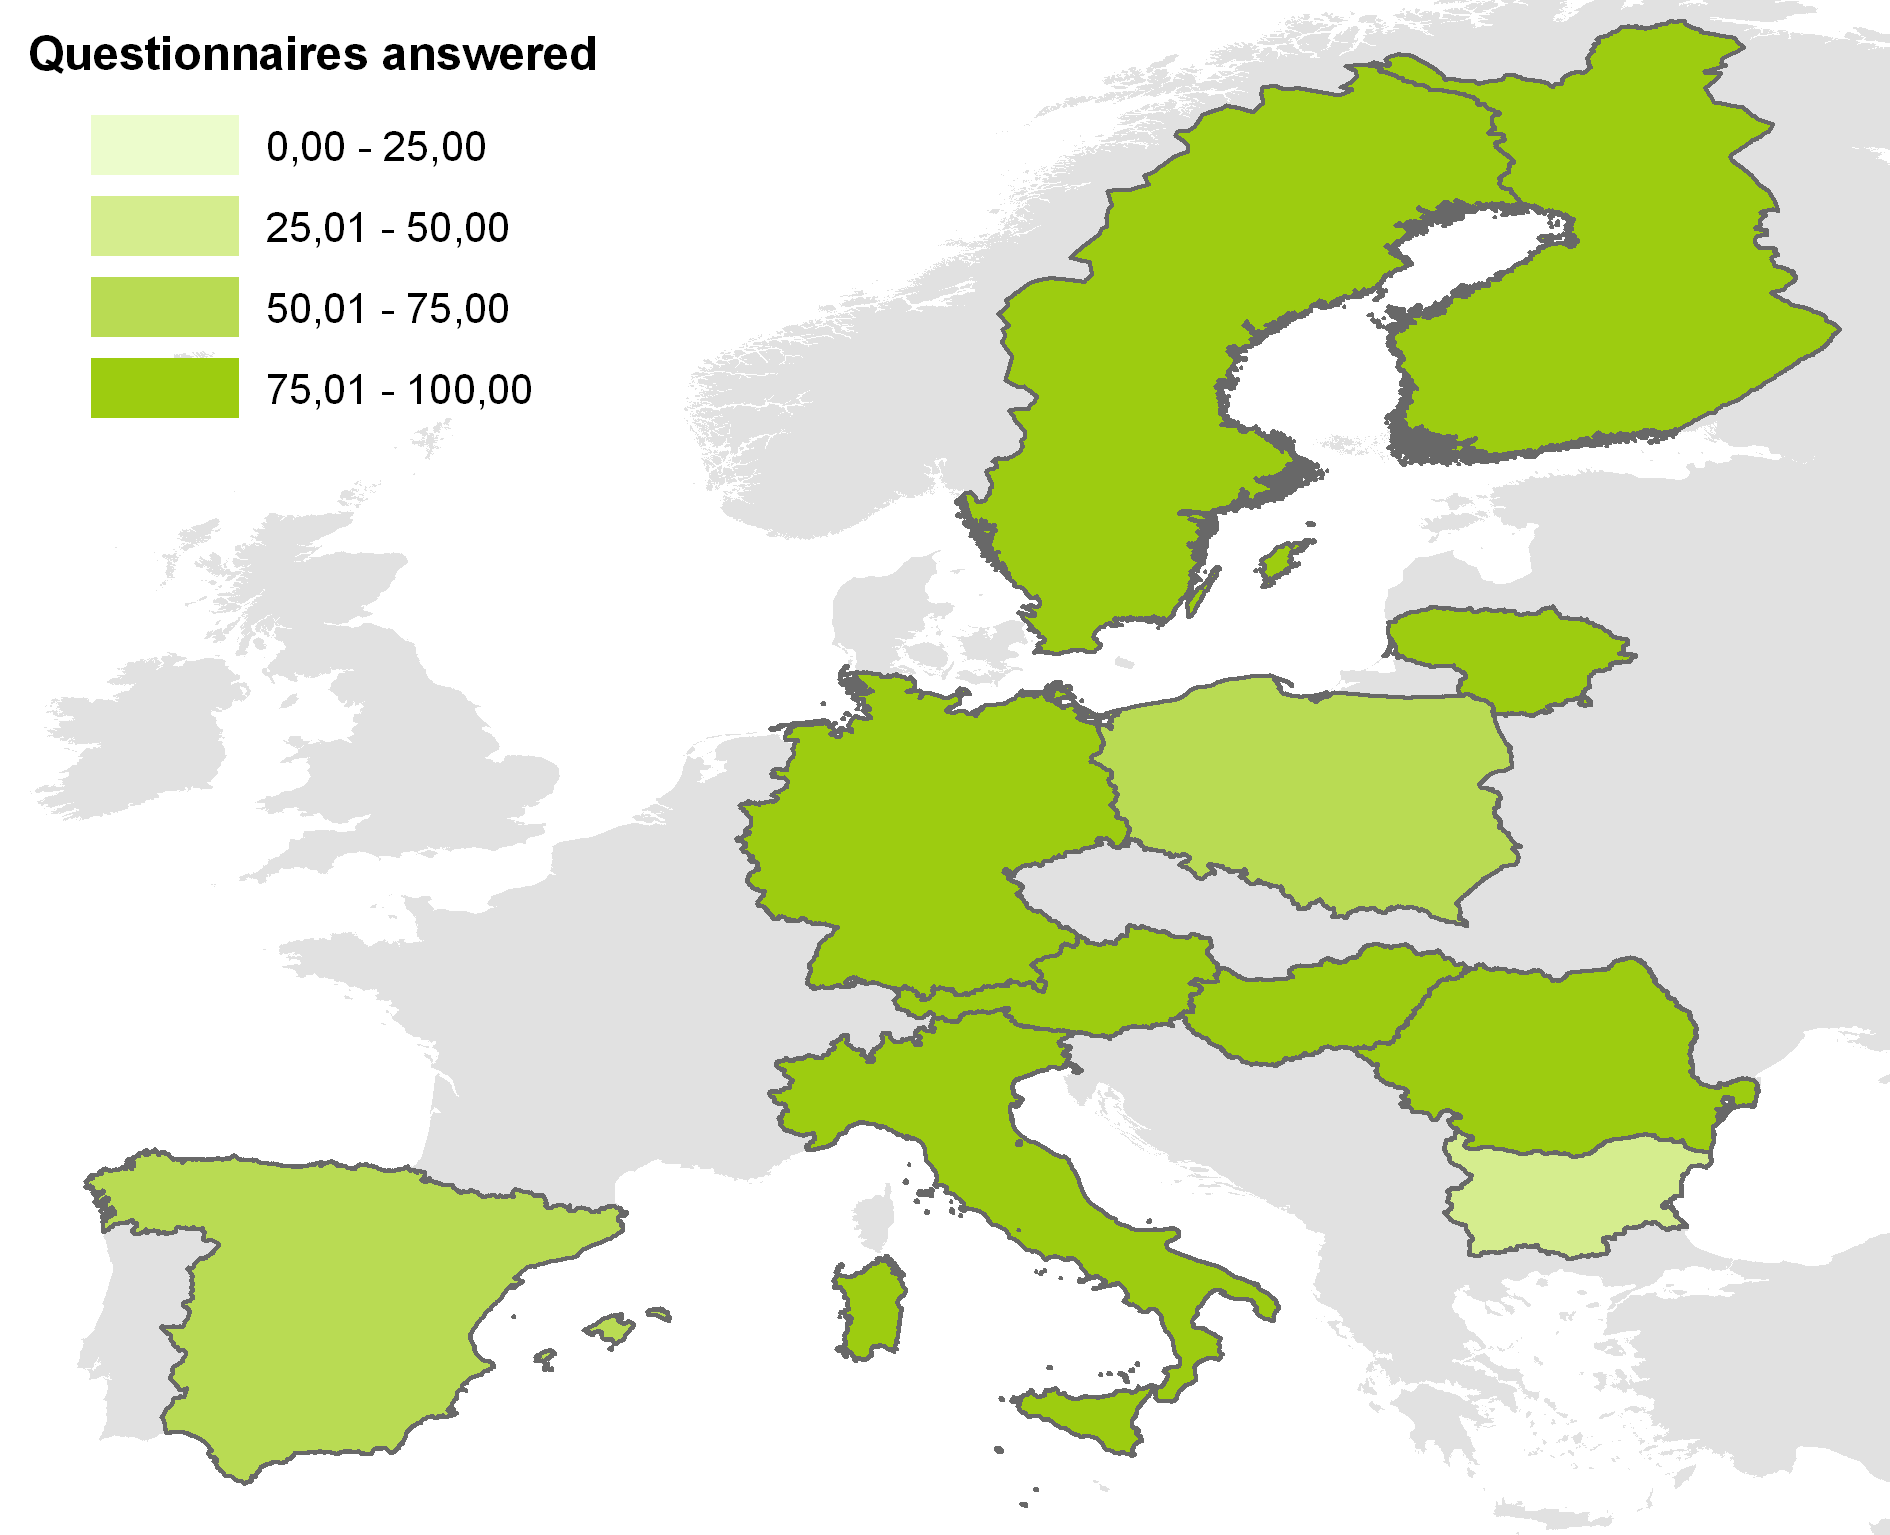 Questionnaires answered
0,00 - 25,00
25,01 - 50,00
50,01 - 75,00
75,01 - 100,00